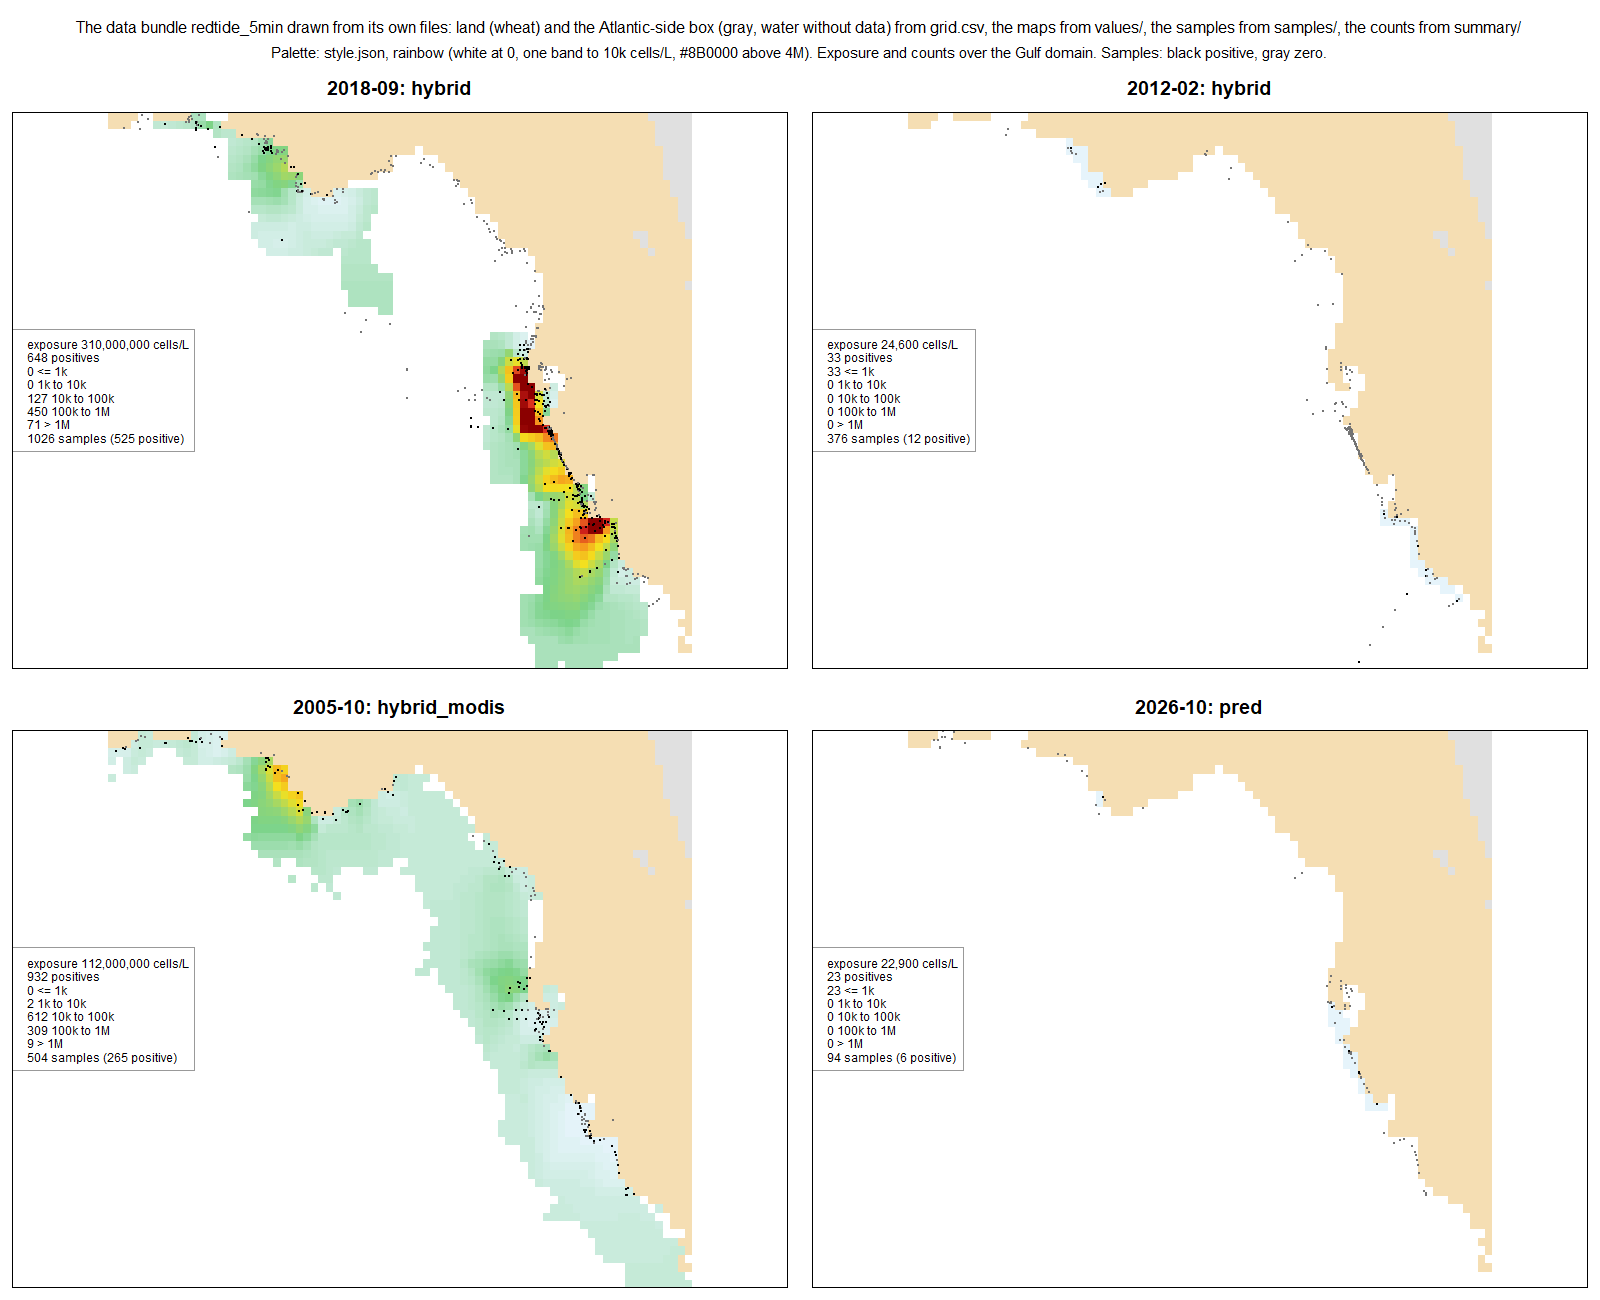 The data bundle redtide_5min drawn from its own files: land (wheat) and the Atlantic-side box (gray, water without data) from grid.csv, the maps from values/, the samples from samples/, the counts from summary/
Palette: style.json, rainbow (white at 0, one band to 10k cells/L, #8B0000 above 4M). Exposure and counts over the Gulf domain. Samples: black positive, gray zero.
2018-09: hybrid
exposure 310,000,000 cells/L
648 positives
0 <= 1k
0 1k to 10k
127 10k to 100k
450 100k to 1M
71 > 1M
1026 samples (525 positive)
2012-02: hybrid
exposure 24,600 cells/L
33 positives
33 <= 1k
0 1k to 10k
0 10k to 100k
0 100k to 1M
0 > 1M
376 samples (12 positive)
2005-10: hybrid_modis
exposure 112,000,000 cells/L
932 positives
0 <= 1k
2 1k to 10k
612 10k to 100k
309 100k to 1M
9 > 1M
504 samples (265 positive)
2026-10: pred
exposure 22,900 cells/L
23 positives
23 <= 1k
0 1k to 10k
0 10k to 100k
0 100k to 1M
0 > 1M
94 samples (6 positive)